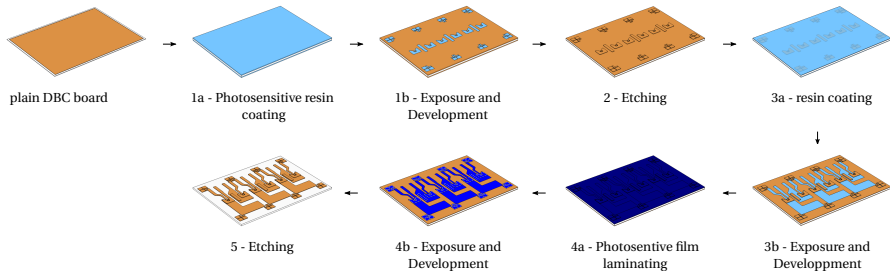 plain DBC board
1a - Photosensitive resin
coating
1b - Exposure and
Development
2 - Etching
3a - resin coating
5 - Etching
4b - Exposure and
Development
4a - Photosentive film
laminating
3b - Exposure and
Developpment